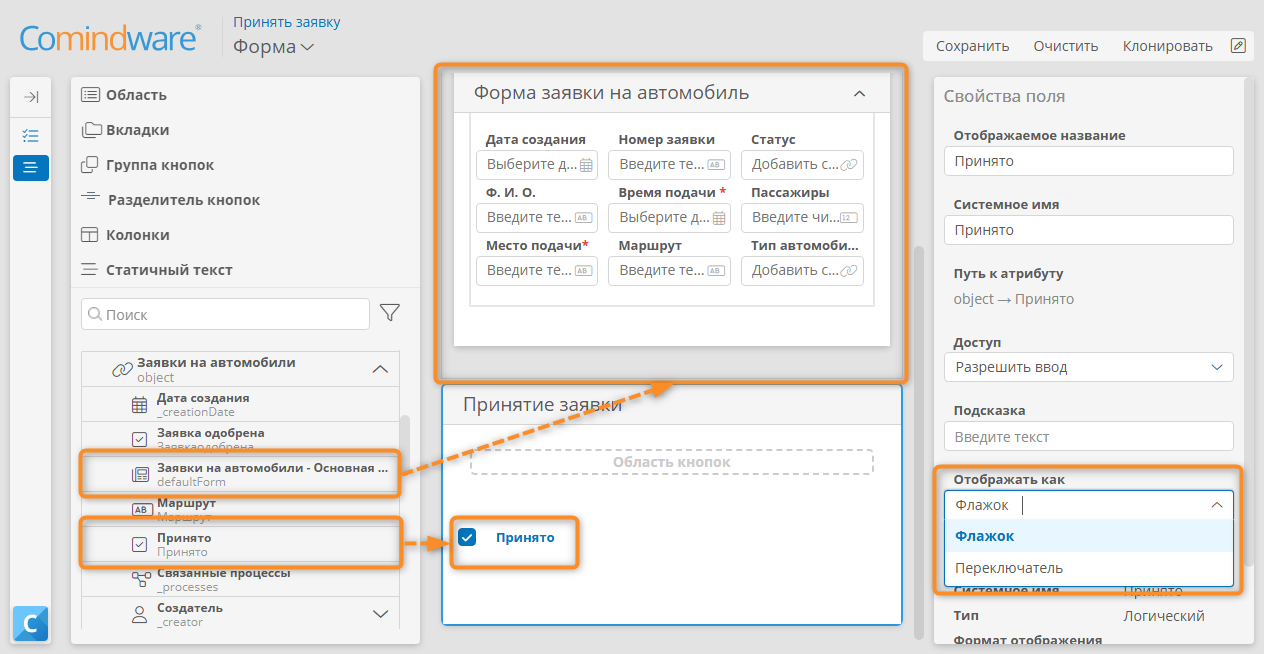 Comindware®
Принять заявку
Форма
Сохранить
Очистить
Клонировать
Область
Вкладки
Группа кнопок
Разделитель кнопок
Колонки
Статичный текст
Поиск
Заявки на автомобили
object
Дата создания
_creationDate
Заявка одобрена
Заявкаодобрена
Заявки на автомобили - Основная ...
defaultForm
AB Маршрут
Маршрут
Принято
Принято
Связанные процессы
_processes
Создатель
_creator
C
Форма заявки на автомобиль
Дата создания Номер заявки Статус
Выберите д... Введите те... AB Добавить с...
Ф. И. О. Время подачи * Пассажиры
Введите те... AB Выберите д... Введите чи... 12
Место подачи* Маршрут Тип автомоби...
Введите те... AB Введите те... AB Добавить с...
Принятие заявки
Область кнопок
Принято
Свойства поля
Отображаемое название
Принято
Системное имя
Принято
Путь к атрибуту
object → Принято
Доступ
Разрешить ввод
Подсказка
Введите текст
Отображать как
Флажок
Флажок
Переключатель
Системное имя Принято
Тип Логический
Формат отображения